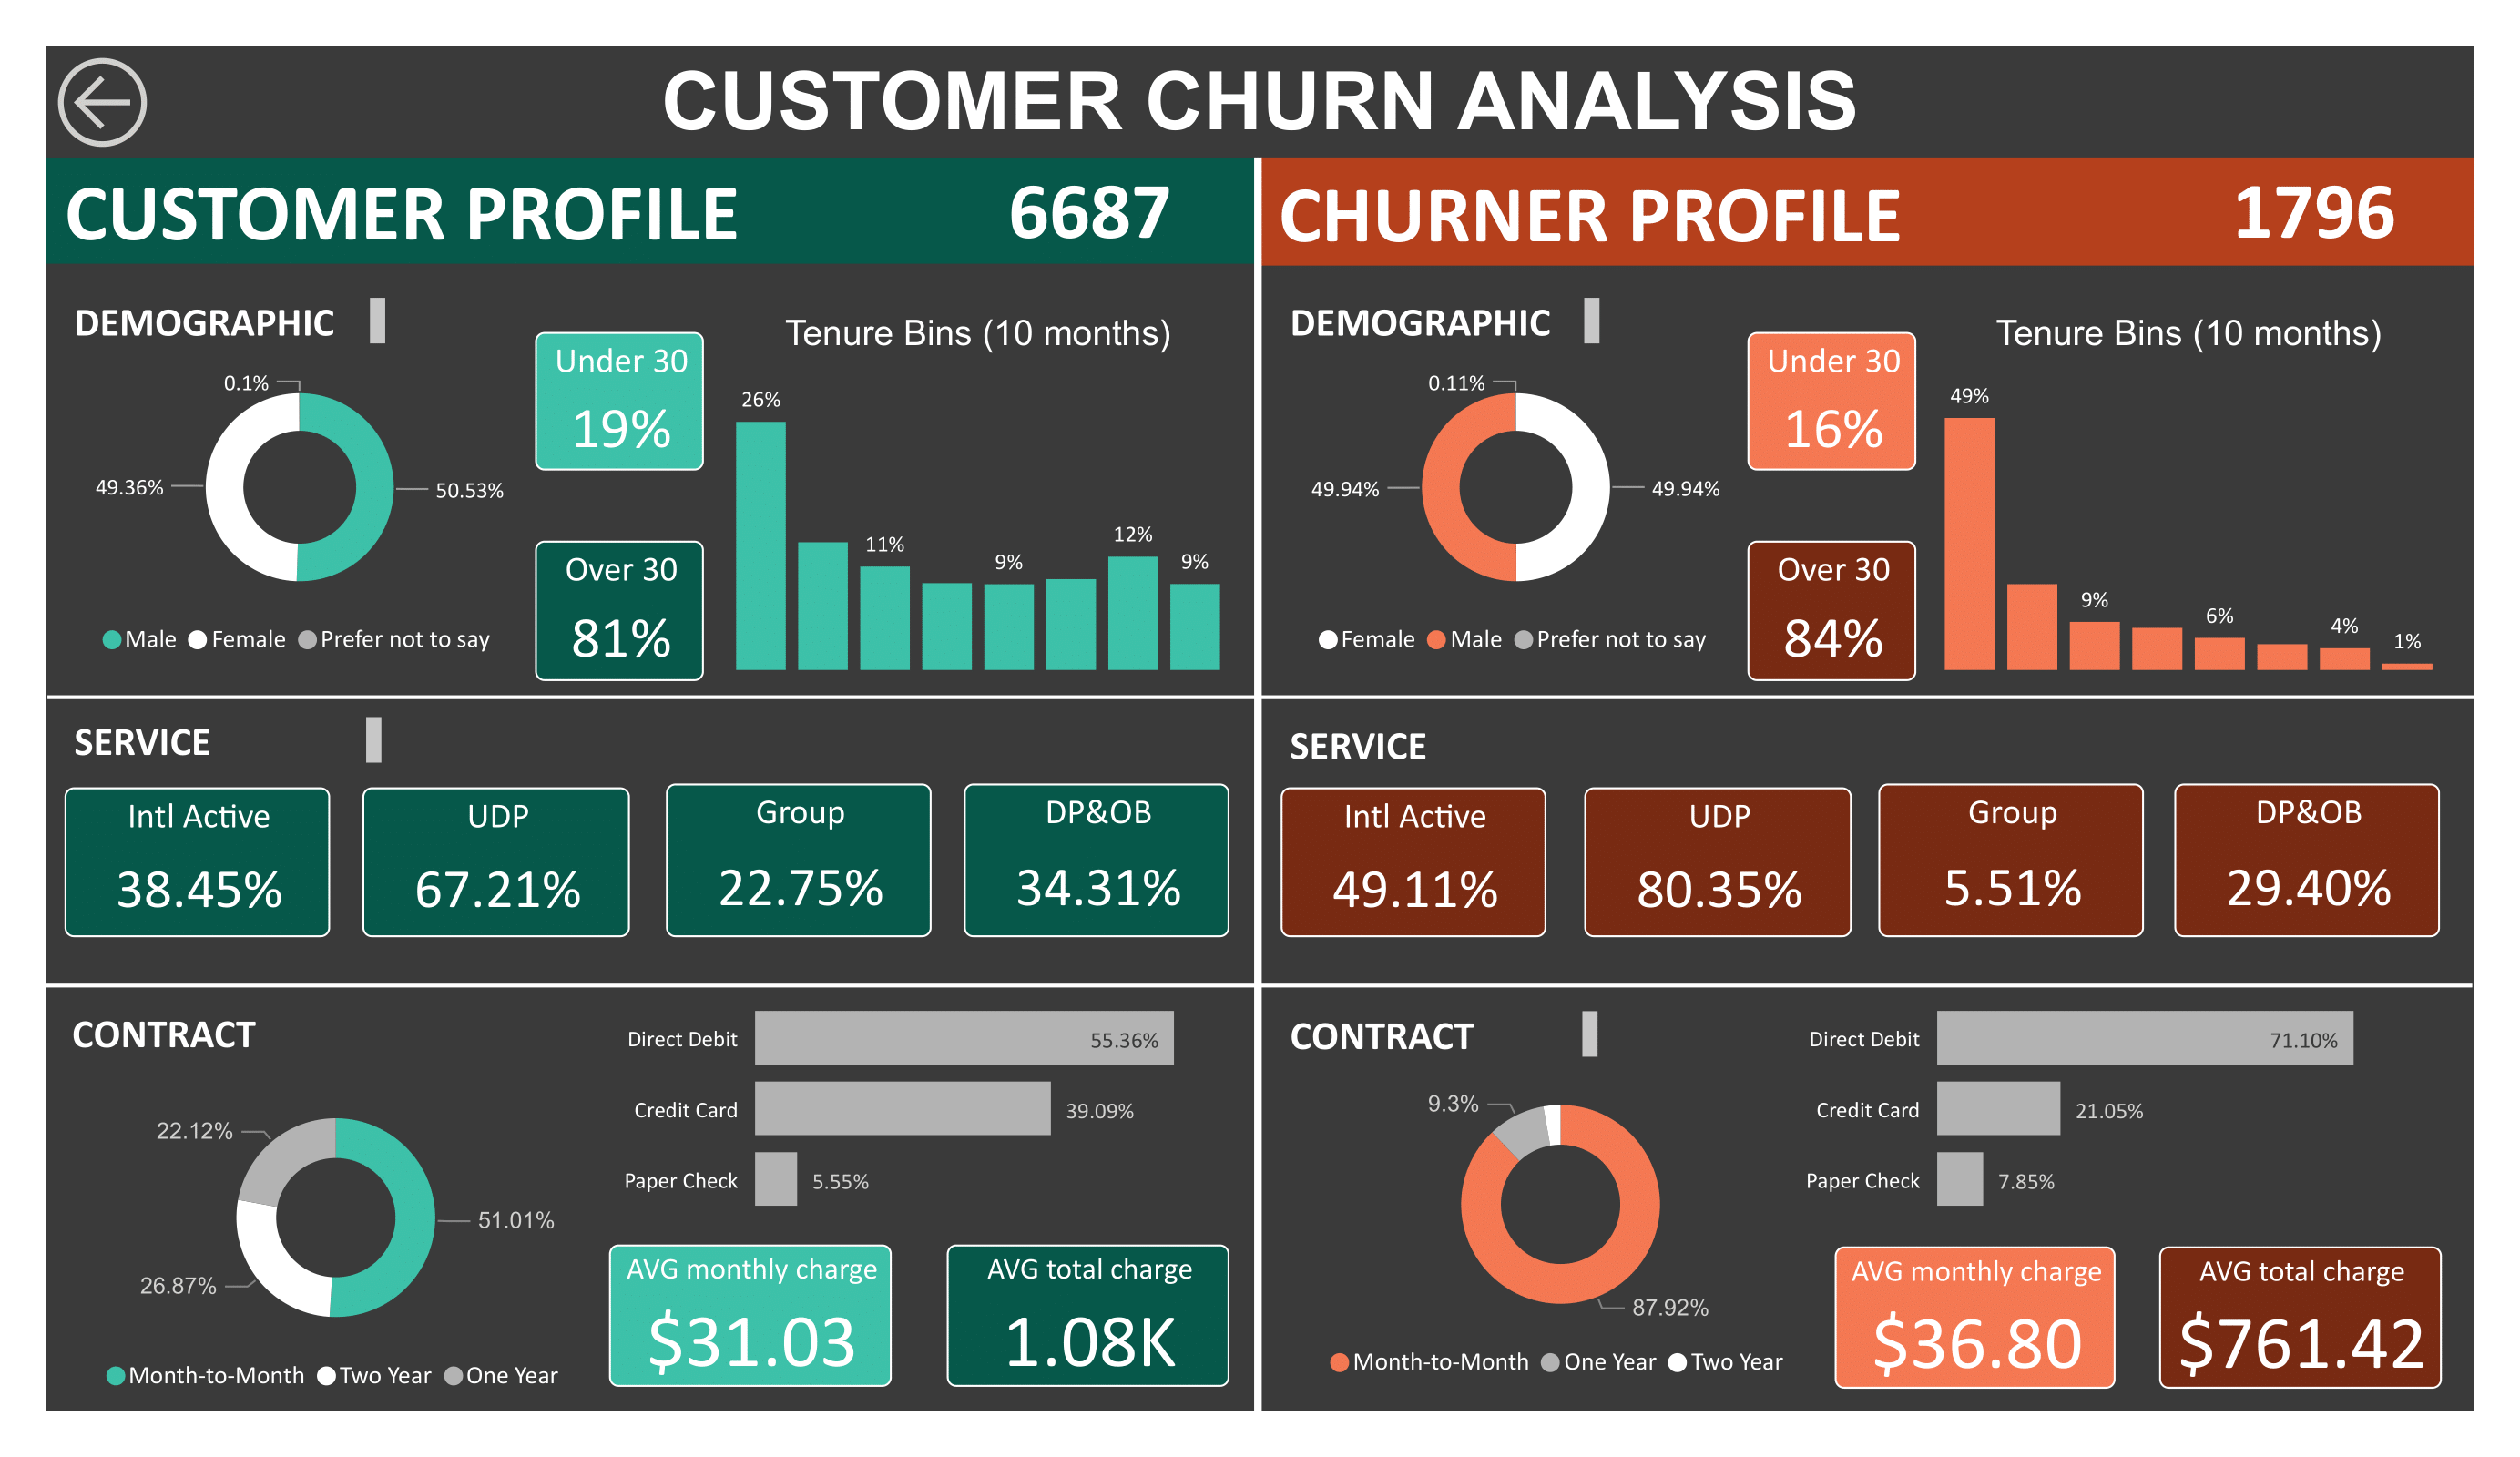 CUSTOMER CHURN ANALYSIS
CUSTOMER PROFILE 6687
DEMOGRAPHIC
0.1%
49.36%
50.53%
Male Female Prefer not to say
Under 30
19%
Over 30
81%
Tenure Bins (10 months)
26%
11%
9%
12%
9%
SERVICE
Intl Active
38.45%
UDP
67.21%
Group
22.75%
DP&OB
34.31%
CONTRACT
22.12%
51.01%
26.87%
Month-to-Month Two Year One Year
Direct Debit 55.36%
Credit Card 39.09%
Paper Check 5.55%
AVG monthly charge
$31.03
AVG total charge
1.08K
CHURNER PROFILE 1796
DEMOGRAPHIC
0.11%
49.94%
49.94%
Female Male Prefer not to say
Under 30
16%
Over 30
84%
Tenure Bins (10 months)
49%
9%
6%
4%
1%
SERVICE
Intl Active
49.11%
UDP
80.35%
Group
5.51%
DP&OB
29.40%
CONTRACT
9.3%
87.92%
Month-to-Month One Year Two Year
Direct Debit 71.10%
Credit Card 21.05%
Paper Check 7.85%
AVG monthly charge
$36.80
AVG total charge
$761.42